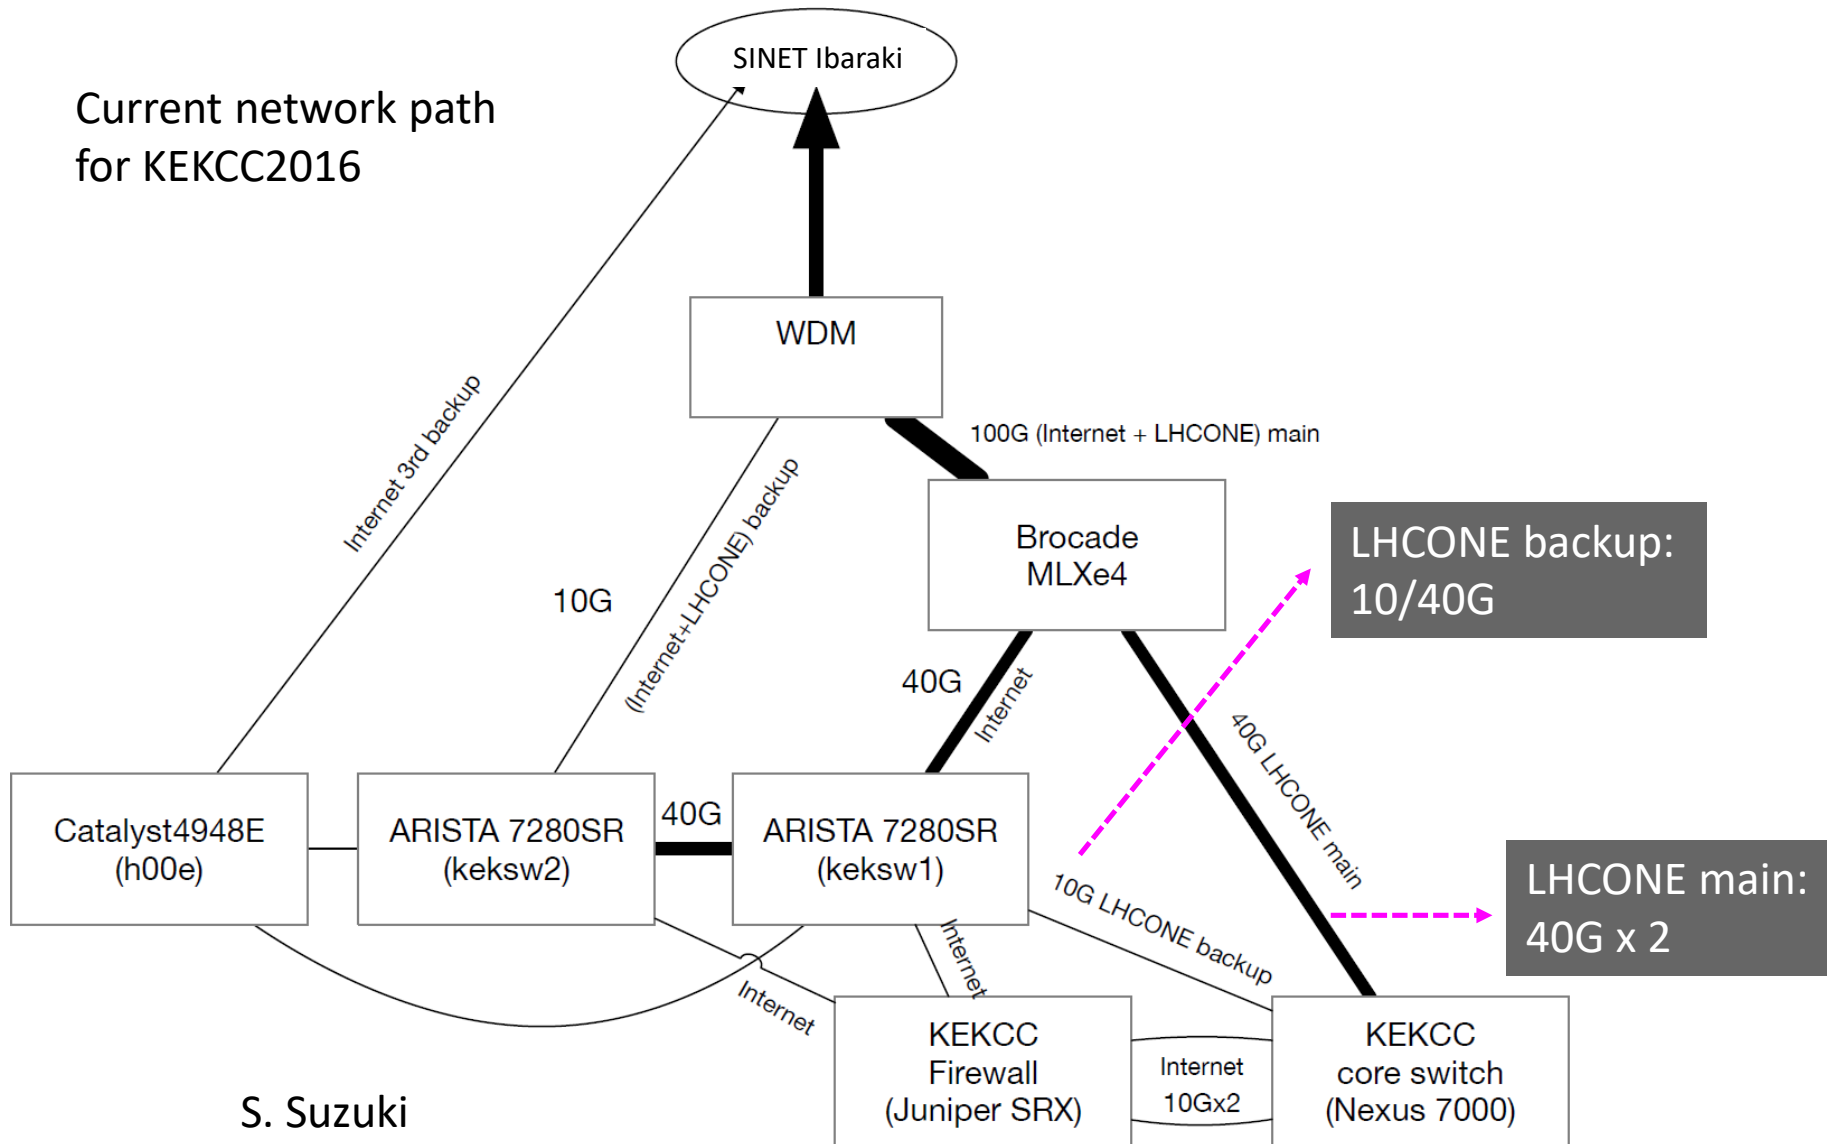 SINET Ibaraki
Current network path
for KEKCC2016
WDM
Internet 3rd backup
100G (Internet + LHCONE) main
(Internet+LHCONE) backup
10G
Brocade
MLXe4
LHCONE backup:
10/40G
40G
Internet
40G LHCONE main
Catalyst4948E
(h00e)
ARISTA 7280SR
(keksw2)
40G
ARISTA 7280SR
(keksw1)
10G LHCONE backup
LHCONE main:
40G x 2
Internet
Internet
KEKCC
Firewall
(Juniper SRX)
Internet
10Gx2
KEKCC
core switch
(Nexus 7000)
S. Suzuki